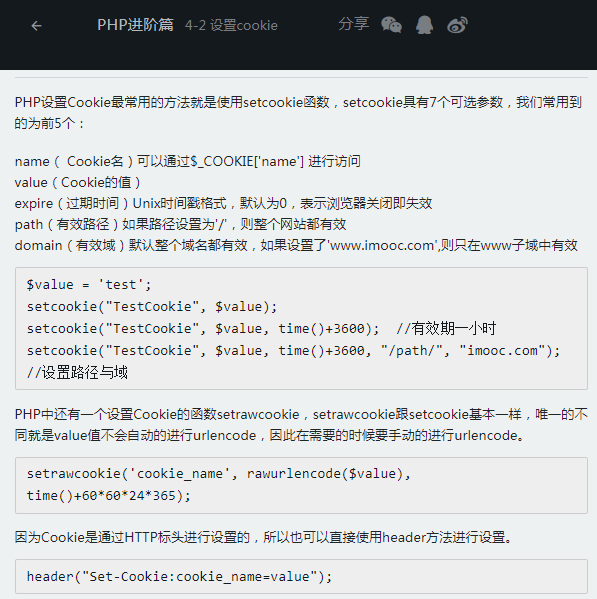 ← PHP进阶篇 4-2 设置cookie 分享
PHP设置Cookie最常用的方法就是使用setcookie函数，setcookie具有7个可选参数，我们常用到
的为前5个：
name（ Cookie名）可以通过$_COOKIE['name'] 进行访问
value（Cookie的值）
expire（过期时间）Unix时间戳格式，默认为0，表示浏览器关闭即失效
path（有效路径）如果路径设置为'/'，则整个网站都有效
domain（有效域）默认整个域名都有效，如果设置了'www.imooc.com',则只在www子域中有效
$value = 'test';
setcookie("TestCookie", $value);
setcookie("TestCookie", $value, time()+3600);  //有效期一小时
setcookie("TestCookie", $value, time()+3600, "/path/", "imooc.com");
//设置路径与域
PHP中还有一个设置Cookie的函数setrawcookie，setrawcookie跟setcookie基本一样，唯一的不
同就是value值不会自动的进行urlencode，因此在需要的时候要手动的进行urlencode。
setrawcookie('cookie_name', rawurlencode($value),
time()+60*60*24*365);
因为Cookie是通过HTTP标头进行设置的，所以也可以直接使用header方法进行设置。
header("Set-Cookie:cookie_name=value");